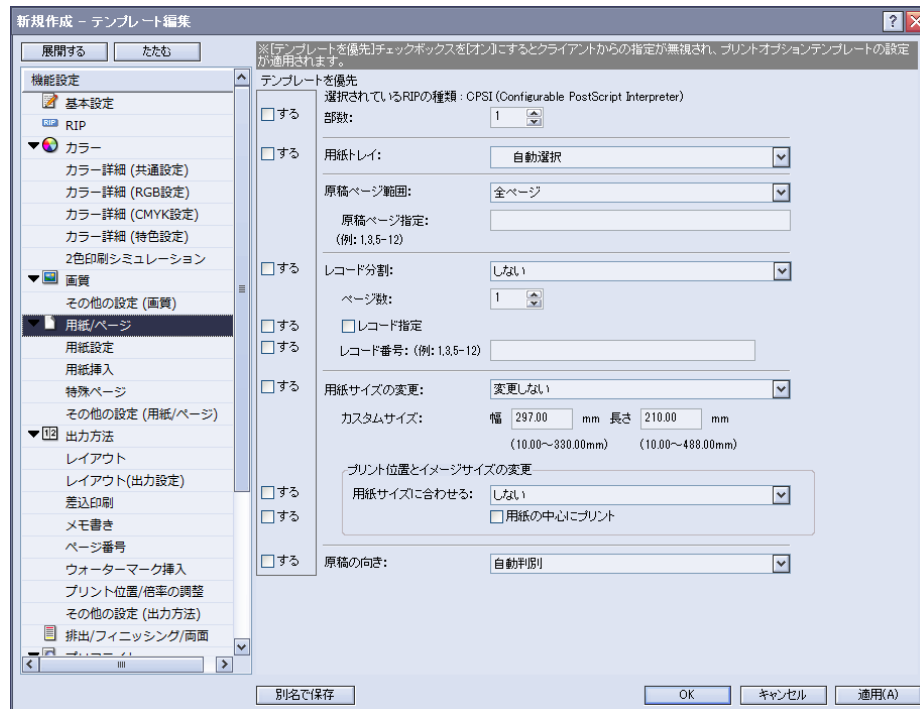 新規作成 - テンプレート編集
展開する たたむ
※[テンプレートを優先]チェックボックスを[オン]にするとクライアントからの指定が無視され、プリントオプションテンプレートの設定
が適用されます。
機能設定
基本設定
RIP RIP
カラー
カラー詳細 (共通設定)
カラー詳細 (RGB設定)
カラー詳細 (CMYK設定)
カラー詳細 (特色設定)
2色印刷シミュレーション
画質
その他の設定 (画質)
用紙/ページ
用紙設定
用紙挿入
特殊ページ
その他の設定 (用紙/ページ)
12 出力方法
レイアウト
レイアウト(出力設定)
差込印刷
メモ書き
ページ番号
ウォーターマーク挿入
プリント位置/倍率の調整
その他の設定 (出力方法)
排出/フィニッシング/両面
テンプレートを優先
選択されているRIPの種類 : CPSI (Configurable PostScript Interpreter)
する 部数: 1
する 用紙トレイ: 自動選択
原稿ページ範囲: 全ページ
原稿ページ指定:
(例: 1,3,5-12)
する レコード分割: しない
ページ数: 1
する レコード指定
する レコード番号: (例: 1,3,5-12)
する 用紙サイズの変更: 変更しない
カスタムサイズ: 幅 297.00 mm 長さ 210.00 mm
(10.00～330.00mm) (10.00～488.00mm)
プリント位置とイメージサイズの変更
する 用紙サイズに合わせる: しない
する 用紙の中心にプリント
する 原稿の向き: 自動判別
別名で保存 OK キャンセル 適用(A)